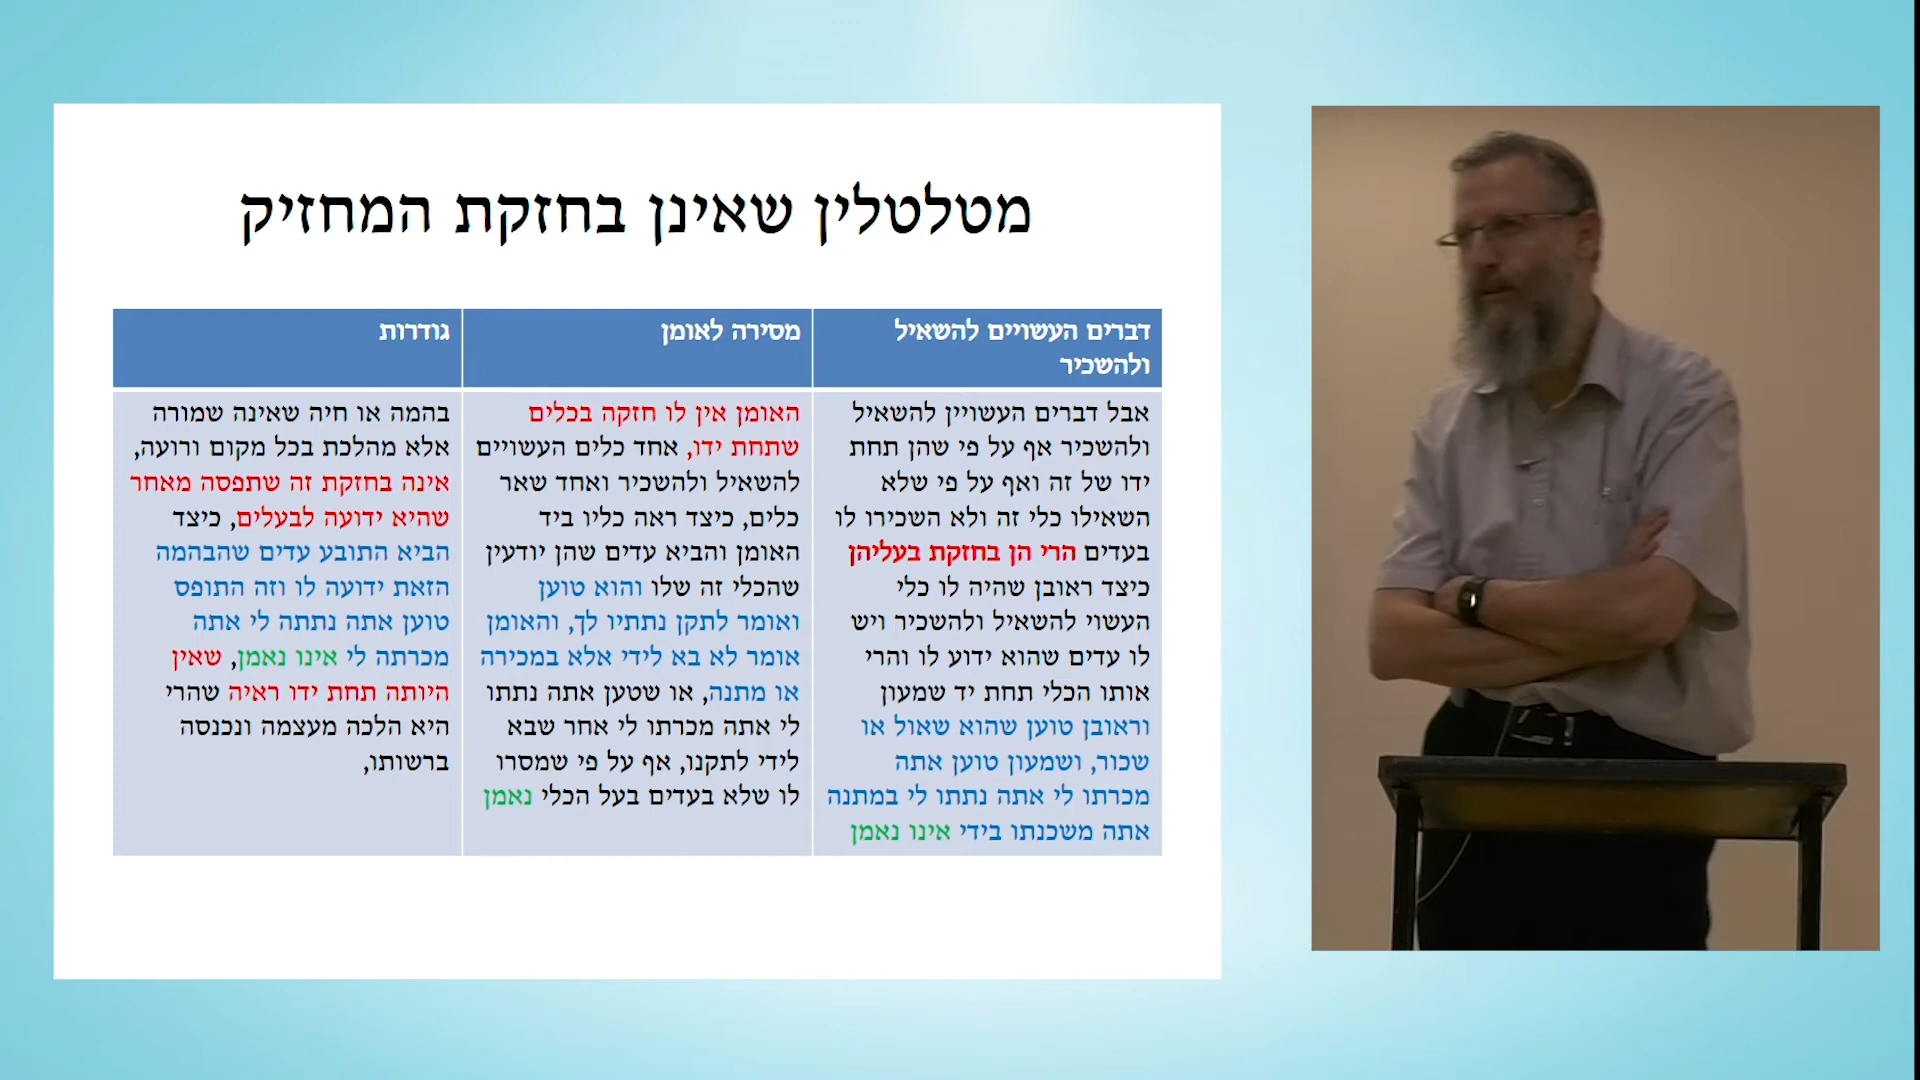 מטלטלין שאינן בחזקת המחזיק
דברים העשויים להשאיל
ולהשכיר
אבל דברים העשויין להשאיל
ולהשכיר אף על פי שהן תחת
ידו של זה ואף על פי שלא
השאילו כלי זה ולא השכירו לו
בעדים הרי הן בחזקת בעליהן
כיצד ראובן שהיה לו כלי
העשוי להשאיל ולהשכיר ויש
לו עדים שהוא ידוע לו והרי
אותו הכלי תחת יד שמעון
וראובן טוען שהוא שאול או
שכור, ושמעון טוען אתה
מכרתו לי אתה נתתו לי במתנה
אתה משכנתו בידי אינו נאמן
מסירה לאומן
האומן אין לו חזקה בכלים
שתחת ידו, אחד כלים העשויים
להשאיל ולהשכיר ואחד שאר
כלים, כיצד ראה כליו ביד
האומן והביא עדים שהן יודעין
שהכלי זה שלו והוא טוען
ואומר לתקן נתתיו לך, והאומן
אומר לא בא לידי אלא במכירה
או מתנה, או שטען אתה נתתו
לי אתה מכרתו לי אחר שבא
לידי לתקנו, אף על פי שמסרו
לו שלא בעדים בעל הכלי נאמן
גודרות
בהמה או חיה שאינה שמורה
אלא מהלכת בכל מקום ורועה,
אינה בחזקת זה שתפסה מאחר
שהיא ידועה לבעלים, כיצד
הביא התובע עדים שהבהמה
הזאת ידועה לו וזה התופס
טוען אתה נתתה לי אתה
מכרתה לי אינו נאמן, שאין
היותה תחת ידו ראיה שהרי
היא הלכה מעצמה ונכנסה
ברשותו,